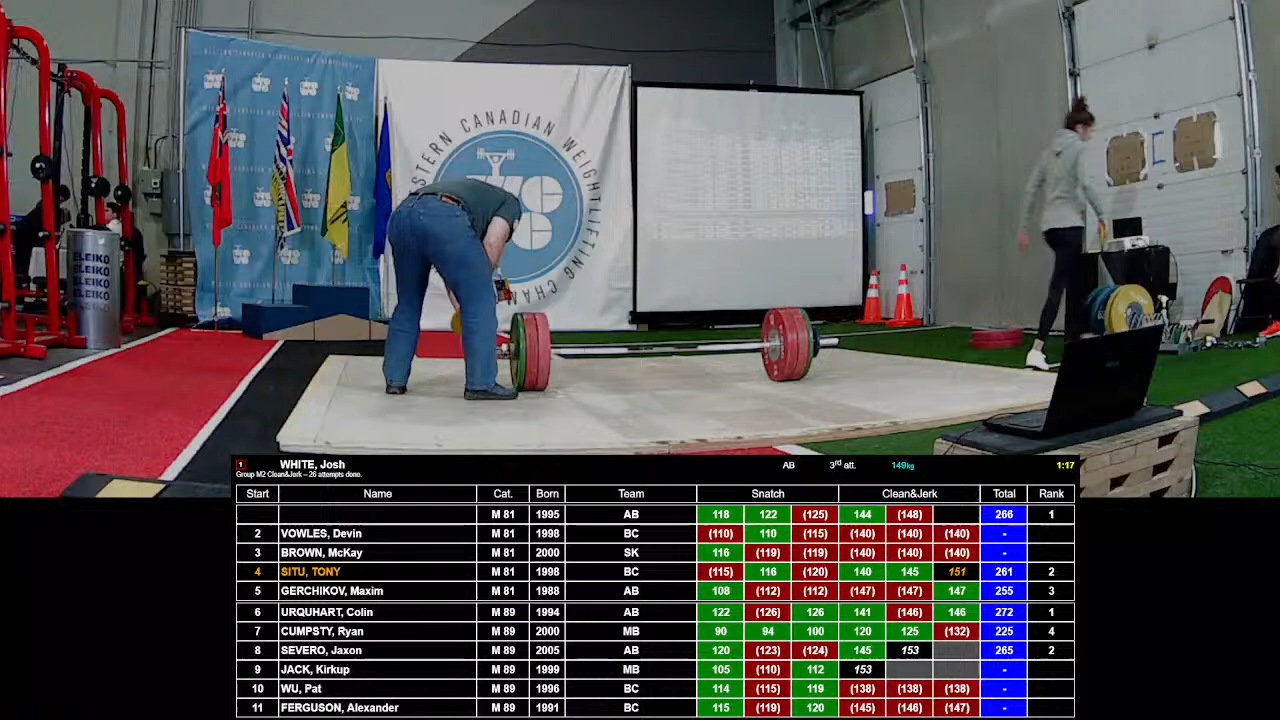 ELEIKO
ELEIKO
ELEIKO
ELEIKO
STERN CANADIAN WEIGHTLIFTING CHA
1 WHITE, Josh AB 3rd att. 149kg 1:17
Group M2 Clean&Jerk – 26 attempts done.
Start Name Cat. Born Team Snatch Clean&Jerk Total Rank
M 81 1995 AB 118 122 (125) 144 (148) 266 1
2 VOWLES, Devin M 81 1998 BC (110) 110 (115) (140) (140) (140) -
3 BROWN, McKay M 81 2000 SK 116 (119) (119) (140) (140) (140) -
4 SITU, TONY M 81 1998 BC (115) 116 (120) 140 145 151 261 2
5 GERCHIKOV, Maxim M 81 1988 AB 108 (112) (112) (147) (147) 147 255 3
6 URQUHART, Colin M 89 1994 AB 122 (126) 126 141 (146) 146 272 1
7 CUMPSTY, Ryan M 89 2000 MB 90 94 100 120 125 (132) 225 4
8 SEVERO, Jaxon M 89 2005 AB 120 (123) (124) 145 153 265 2
9 JACK, Kirkup M 89 1999 MB 105 (110) 112 153 -
10 WU, Pat M 89 1996 BC 114 (115) 119 (138) (138) (138) -
11 FERGUSON, Alexander M 89 1991 BC 115 (119) 120 (145) (146) (147) -